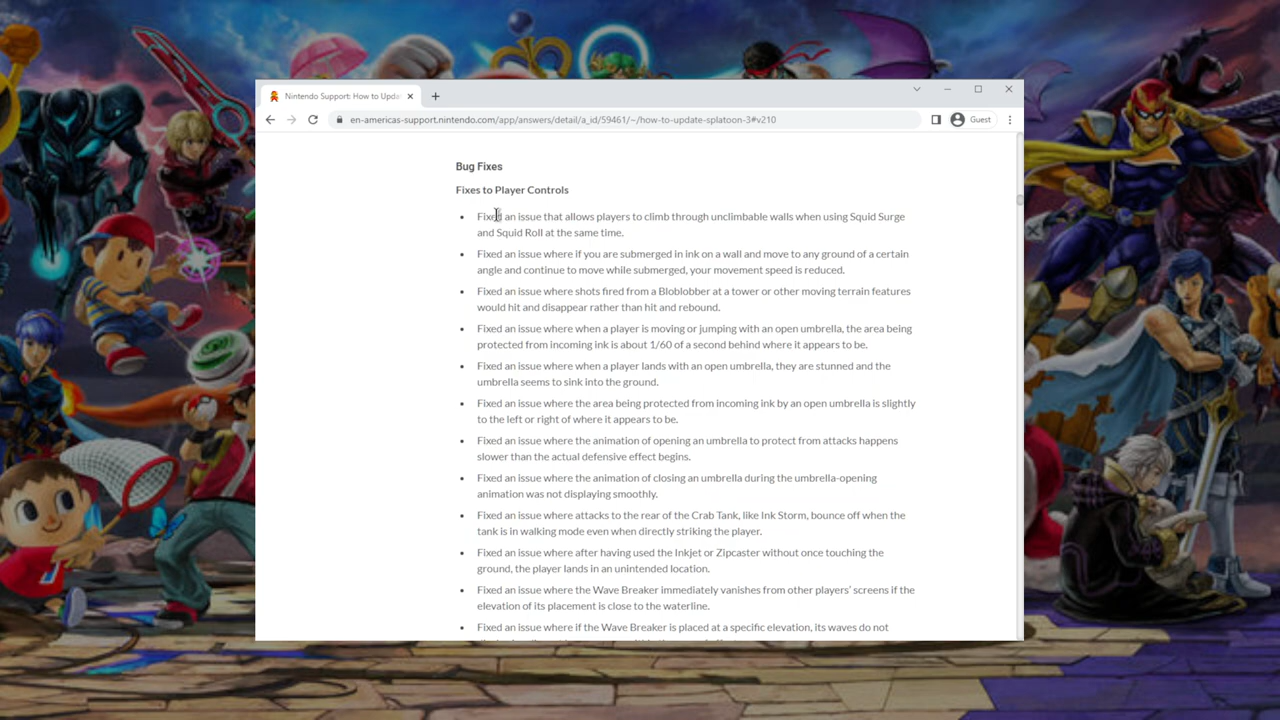 Nintendo Support: How to Upda
en-americas-support.nintendo.com/app/answers/detail/a_id/59461/~/how-to-update-splatoon-3#v210
Guest
Bug Fixes
Fixes to Player Controls
• Fixed an issue that allows players to climb through unclimbable walls when using Squid Surge
and Squid Roll at the same time.
• Fixed an issue where if you are submerged in ink on a wall and move to any ground of a certain
angle and continue to move while submerged, your movement speed is reduced.
• Fixed an issue where shots fired from a Bloblobber at a tower or other moving terrain features
would hit and disappear rather than hit and rebound.
• Fixed an issue where when a player is moving or jumping with an open umbrella, the area being
protected from incoming ink is about 1/60 of a second behind where it appears to be.
• Fixed an issue where when a player lands with an open umbrella, they are stunned and the
umbrella seems to sink into the ground.
• Fixed an issue where the area being protected from incoming ink by an open umbrella is slightly
to the left or right of where it appears to be.
• Fixed an issue where the animation of opening an umbrella to protect from attacks happens
slower than the actual defensive effect begins.
• Fixed an issue where the animation of closing an umbrella during the umbrella-opening
animation was not displaying smoothly.
• Fixed an issue where attacks to the rear of the Crab Tank, like Ink Storm, bounce off when the
tank is in walking mode even when directly striking the player.
• Fixed an issue where after having used the Inkjet or Zipcaster without once touching the
ground, the player lands in an unintended location.
• Fixed an issue where the Wave Breaker immediately vanishes from other players’ screens if the
elevation of its placement is close to the waterline.
• Fixed an issue where if the Wave Breaker is placed at a specific elevation, its waves do not